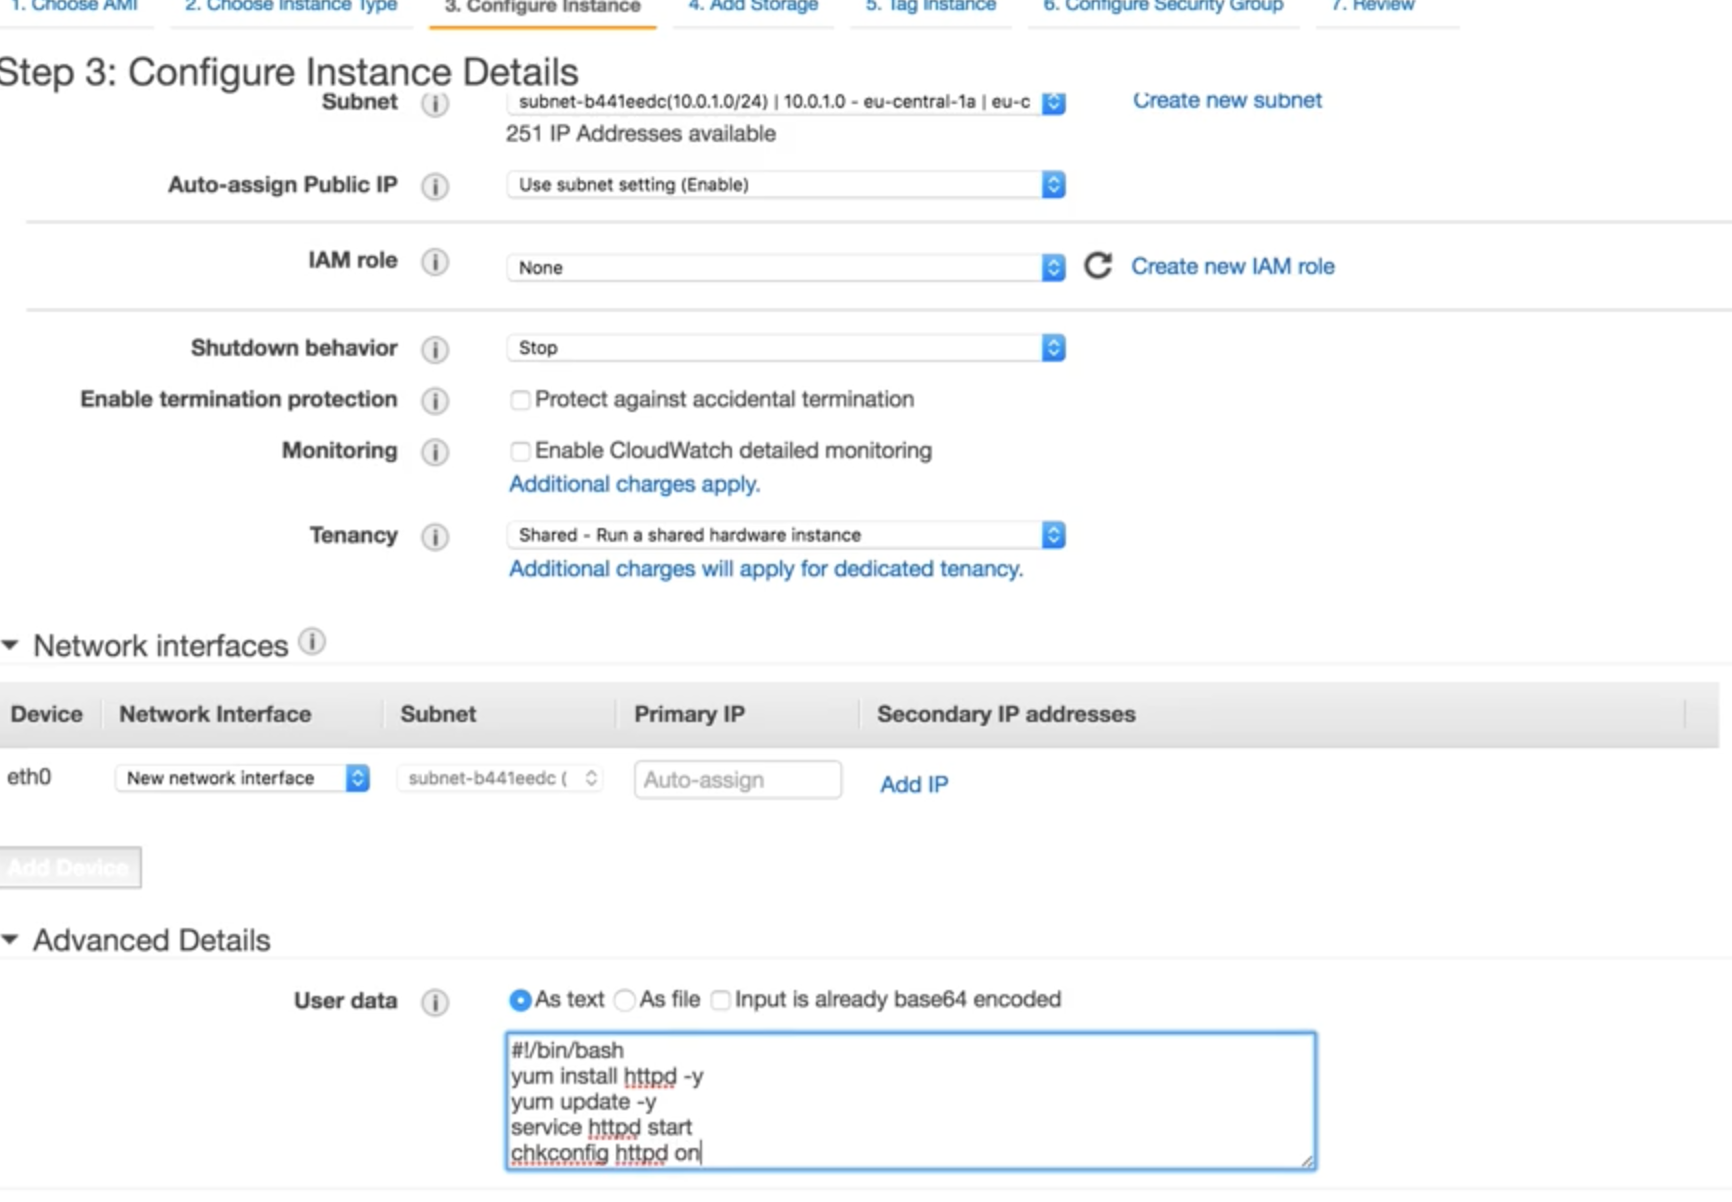 1. Choose AMI 2. Choose Instance Type 3. Configure Instance 4. Add Storage 5. Tag Instance 6. Configure Security Group 7. Review
Step 3: Configure Instance Details
Subnet subnet-b441eedc(10.0.1.0/24) | 10.0.1.0 - eu-central-1a | eu-c Create new subnet
251 IP Addresses available
Auto-assign Public IP Use subnet setting (Enable)
IAM role None Create new IAM role
Shutdown behavior Stop
Enable termination protection Protect against accidental termination
Monitoring Enable CloudWatch detailed monitoring
Additional charges apply.
Tenancy Shared - Run a shared hardware instance
Additional charges will apply for dedicated tenancy.
Network interfaces
Device Network Interface Subnet Primary IP Secondary IP addresses
eth0 New network interface subnet-b441eedc ( Auto-assign Add IP
Add Device
Advanced Details
User data As text As file Input is already base64 encoded
#!/bin/bash
yum install httpd -y
yum update -y
service httpd start
chkconfig httpd on